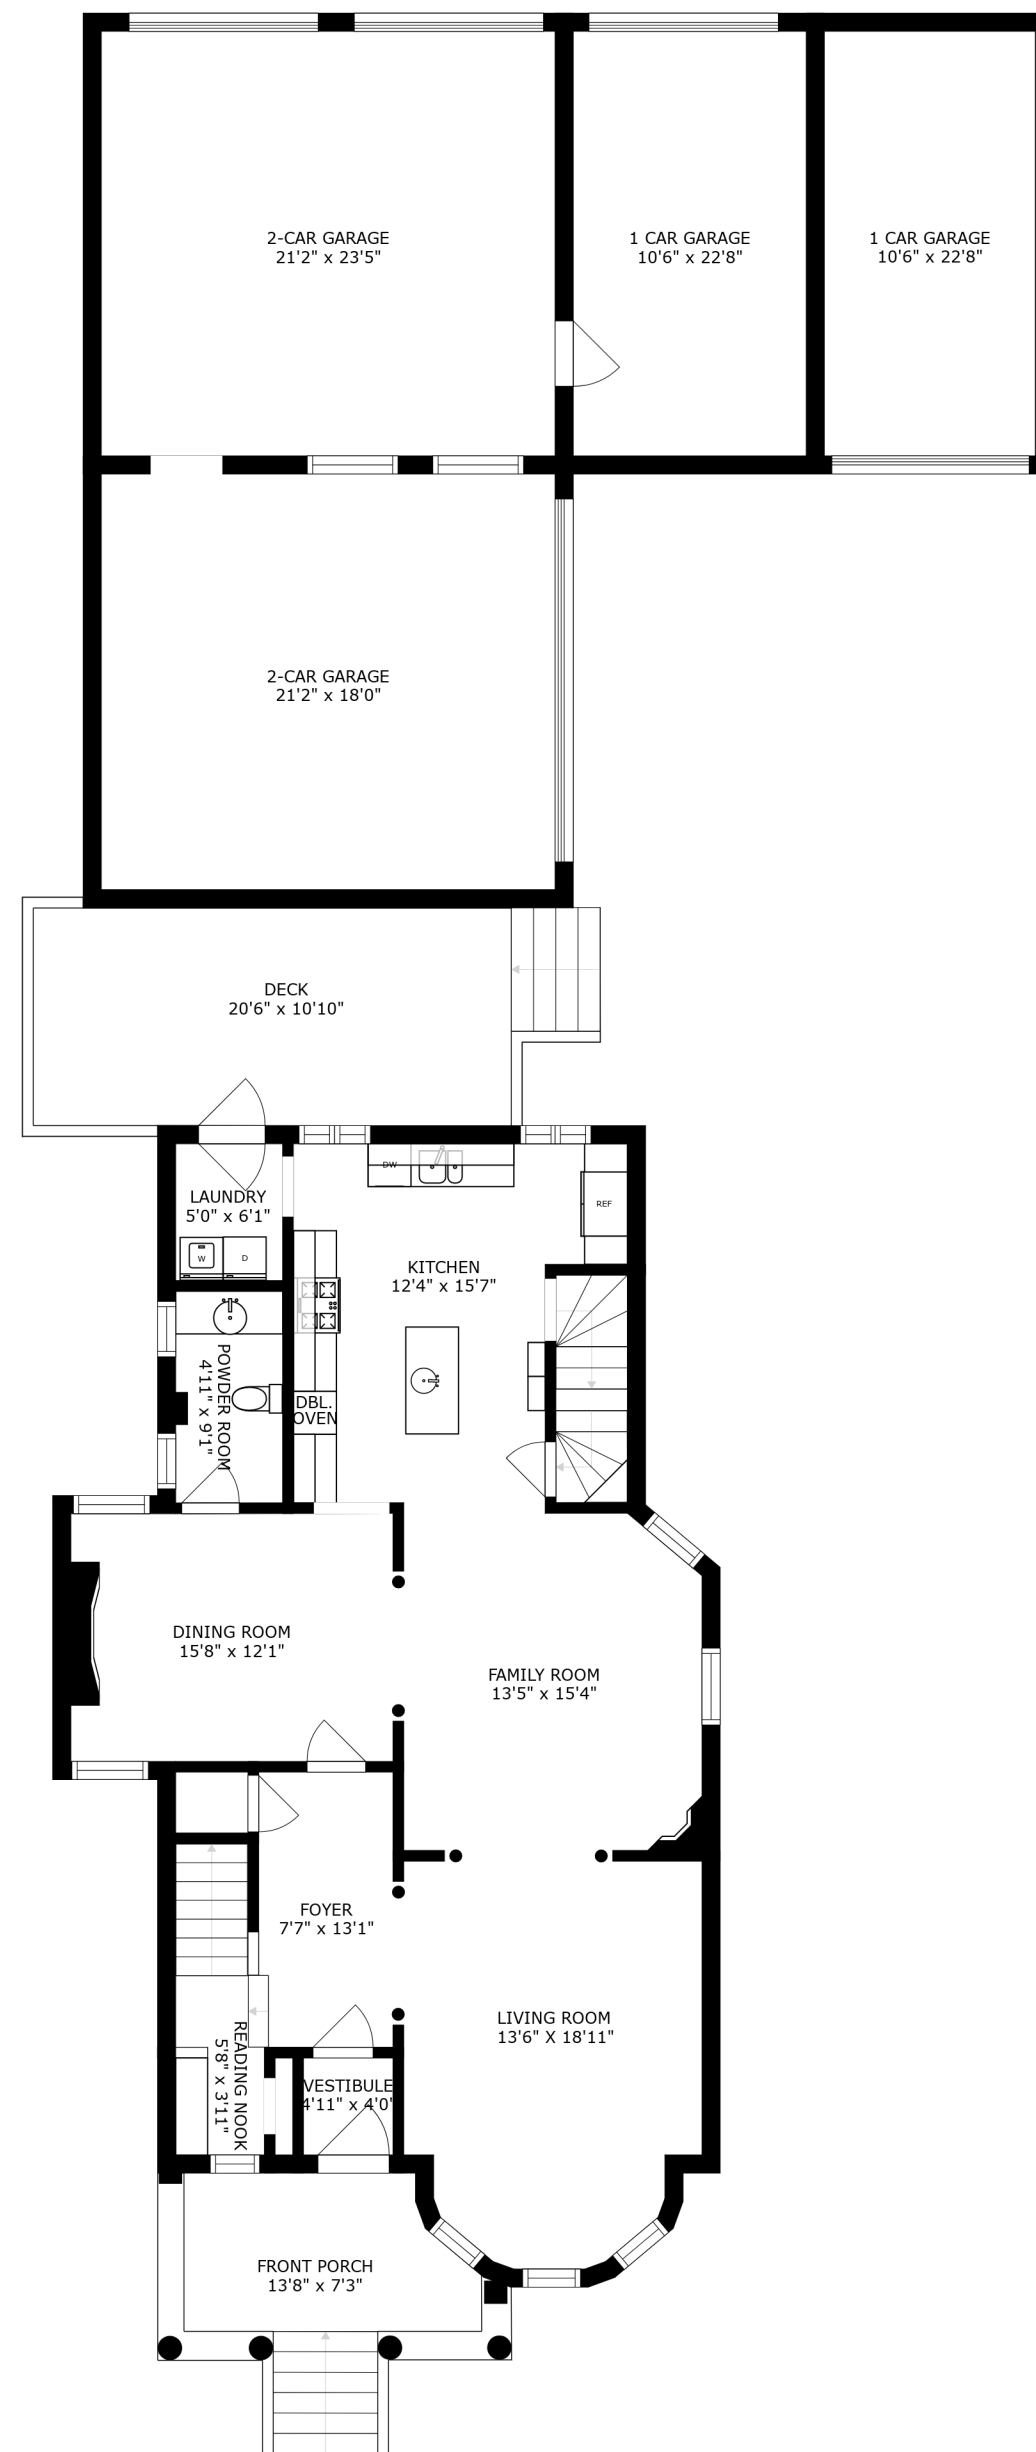 2-CAR GARAGE
21'2" x 23'5"
1 CAR GARAGE
10'6" x 22'8"
1 CAR GARAGE
10'6" x 22'8"
2-CAR GARAGE
21'2" x 18'0"
DECK
20'6" x 10'10"
DW
LAUNDRY
5'0" x 6'1"
REF
W
D
KITCHEN
12'4" x 15'7"
POWDER ROOM
4'11" x 9'1"
DBL.
OVEN
DINING ROOM
15'8" x 12'1"
FAMILY ROOM
13'5" x 15'4"
FOYER
7'7" x 13'1"
LIVING ROOM
13'6" X 18'11"
READING NOOK
5'8" x 3'11"
VESTIBULE
4'11" x 4'0"
FRONT PORCH
13'8" x 7'3"